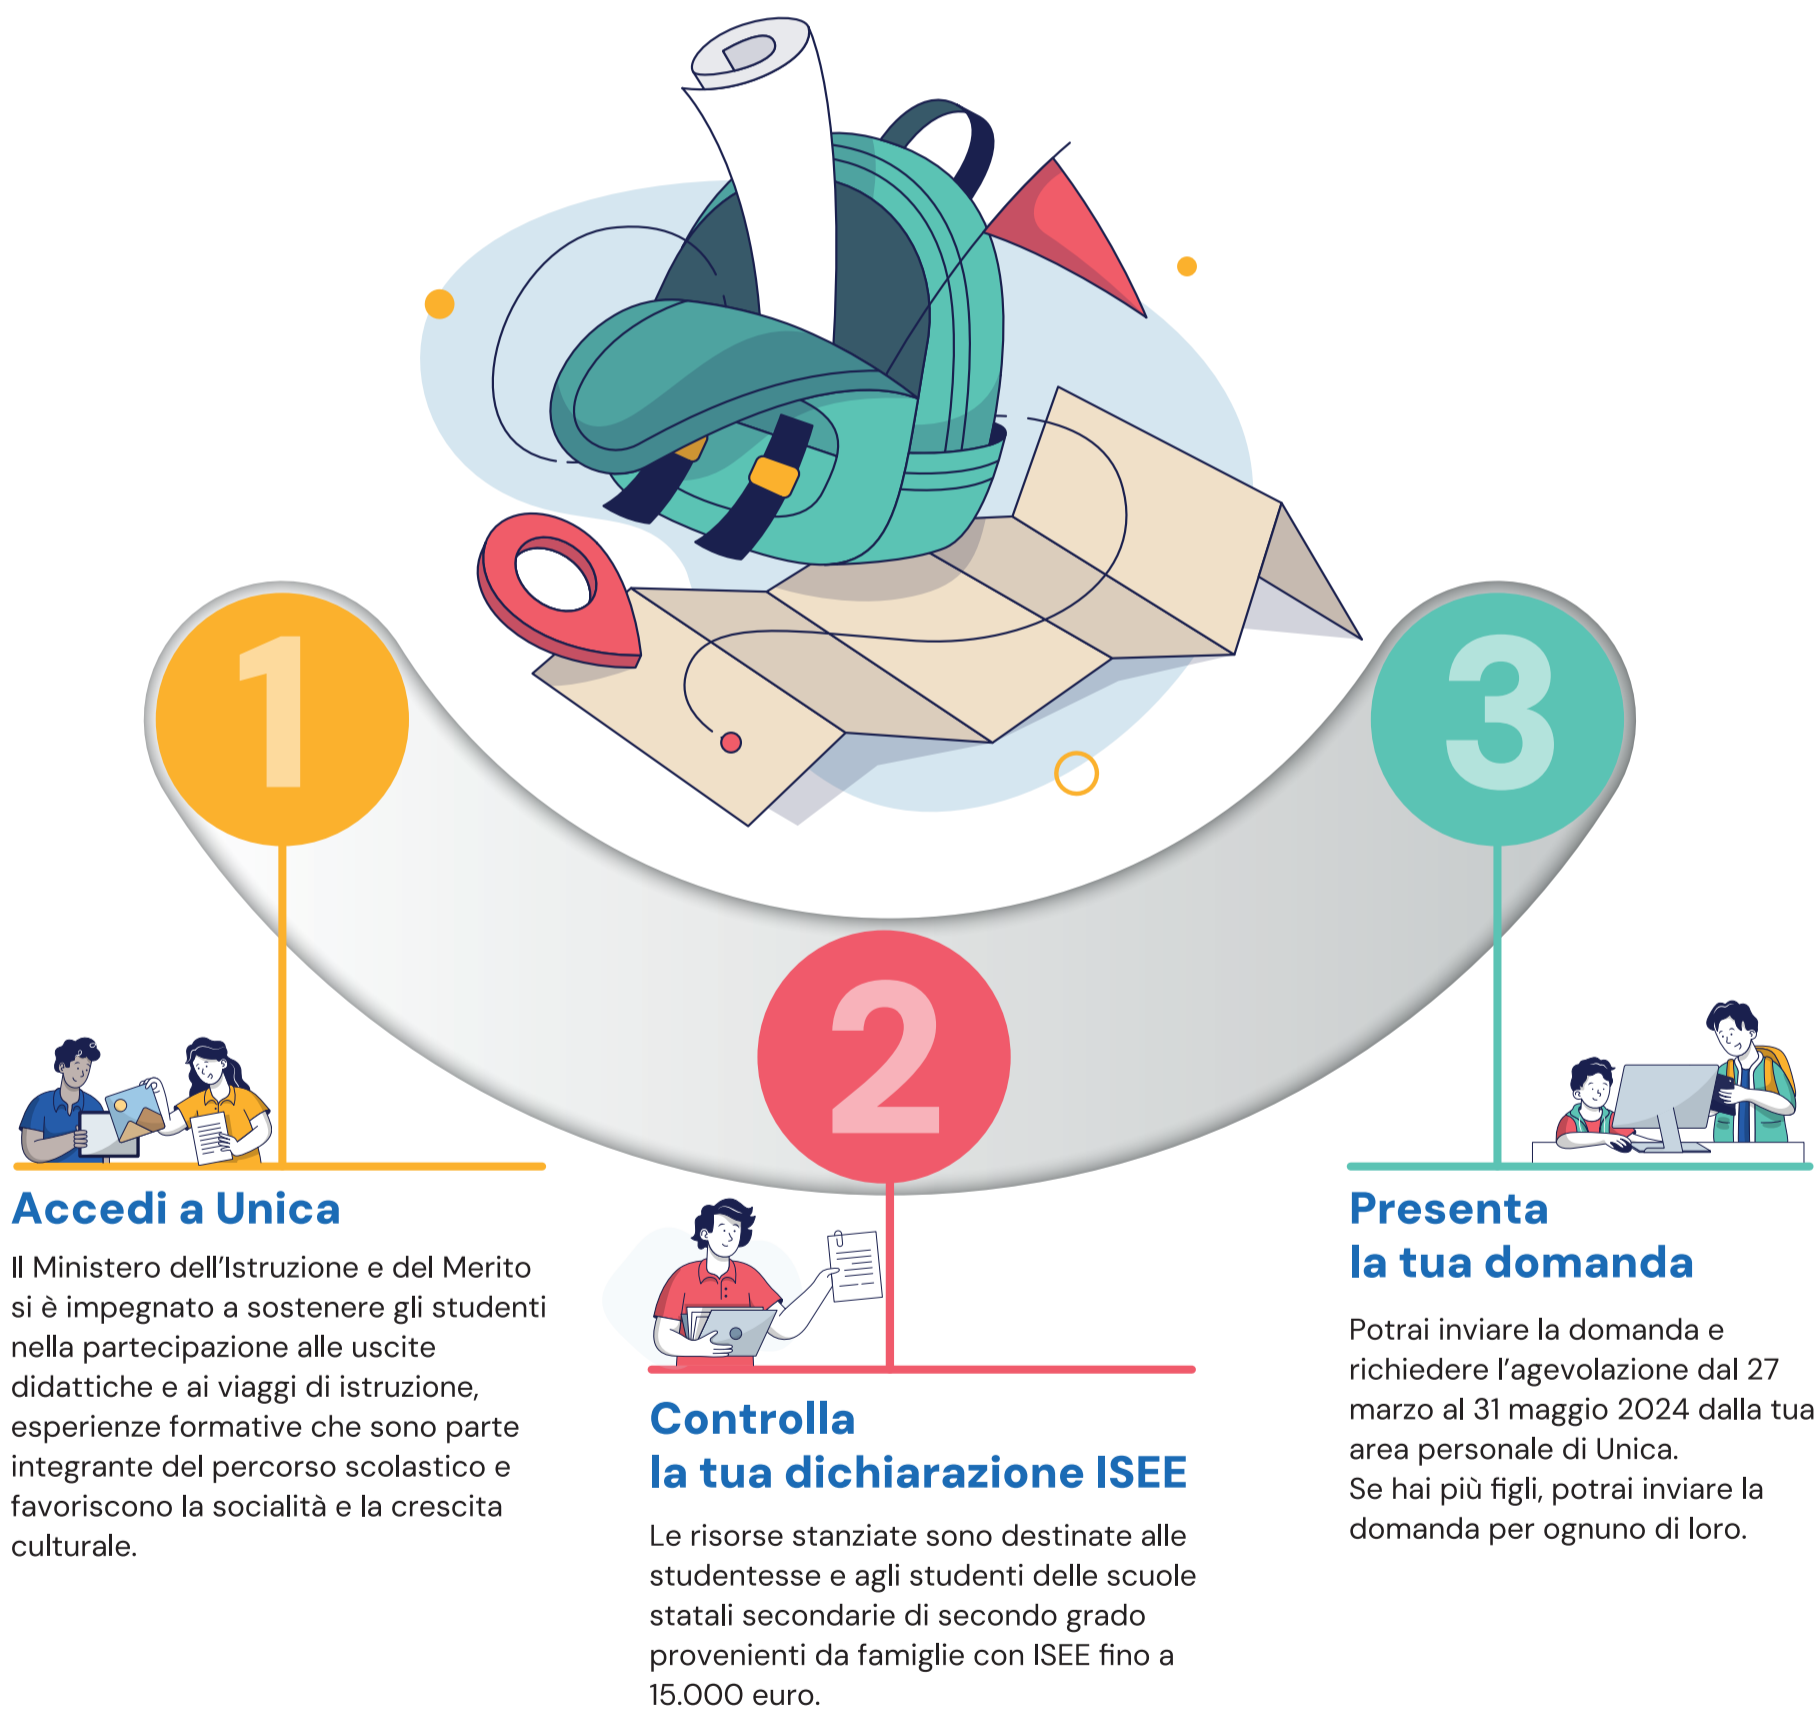 1
Accedi a Unica
Il Ministero dell’Istruzione e del Merito
si è impegnato a sostenere gli studenti
nella partecipazione alle uscite
didattiche e ai viaggi di istruzione,
esperienze formative che sono parte
integrante del percorso scolastico e
favoriscono la socialità e la crescita
culturale.
2
Controlla
la tua dichiarazione ISEE
Le risorse stanziate sono destinate alle
studentesse e agli studenti delle scuole
statali secondarie di secondo grado
provenienti da famiglie con ISEE fino a
15.000 euro.
3
Presenta
la tua domanda
Potrai inviare la domanda e
richiedere l’agevolazione dal 27
marzo al 31 maggio 2024 dalla tua
area personale di Unica.
Se hai più figli, potrai inviare la
domanda per ognuno di loro.